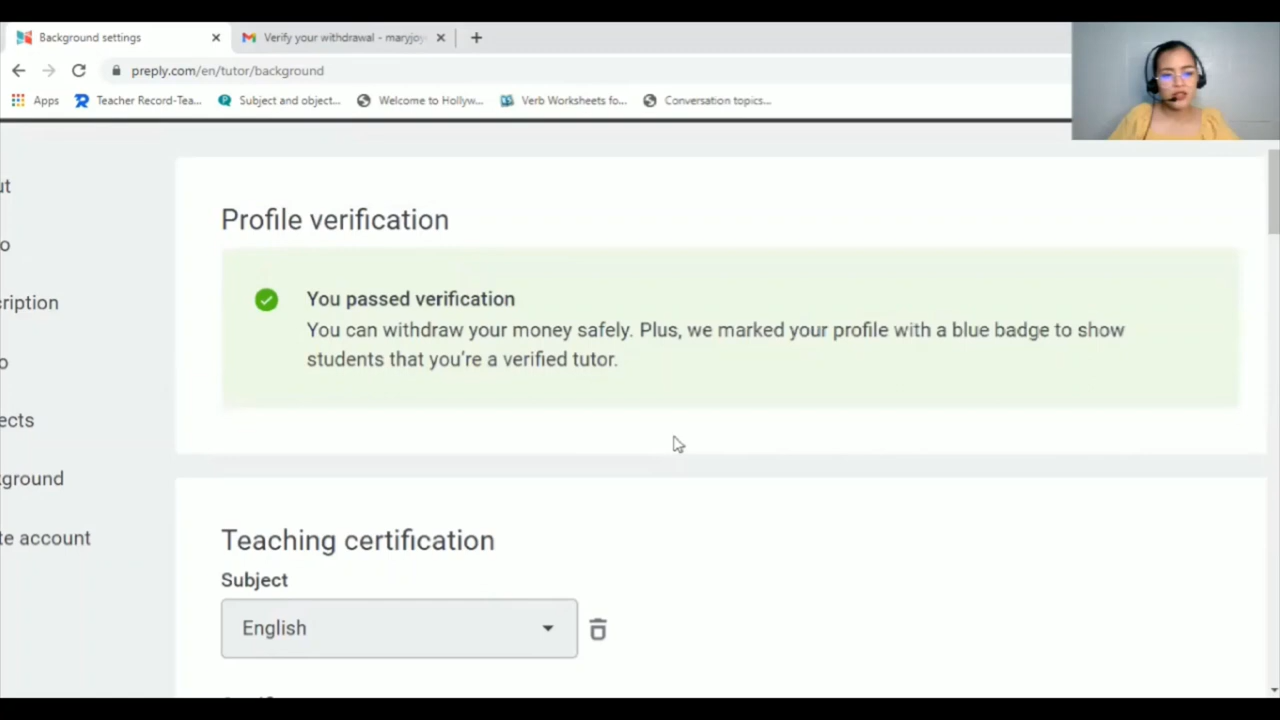 Background settings
Verify your withdrawal - maryjoy
preply.com/en/tutor/background
Apps
Teacher Record-Tea...
Subject and object...
Welcome to Hollyw...
Verb Worksheets fo...
Conversation topics...
ut
o
Profile verification
You passed verification
cription
You can withdraw your money safely. Plus, we marked your profile with a blue badge to show
students that you're a verified tutor.
o
ects
kground
te account
Teaching certification
Subject
English